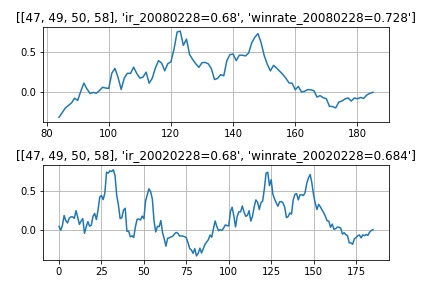 [[47, 49, 50, 58], 'ir_20080228=0.68', 'winrate_20080228=0.728']
0.5
0.0
80 100 120 140 160 180
[[47, 49, 50, 58], 'ir_20020228=0.68', 'winrate_20020228=0.684']
0.5
0.0
0 25 50 75 100 125 150 175